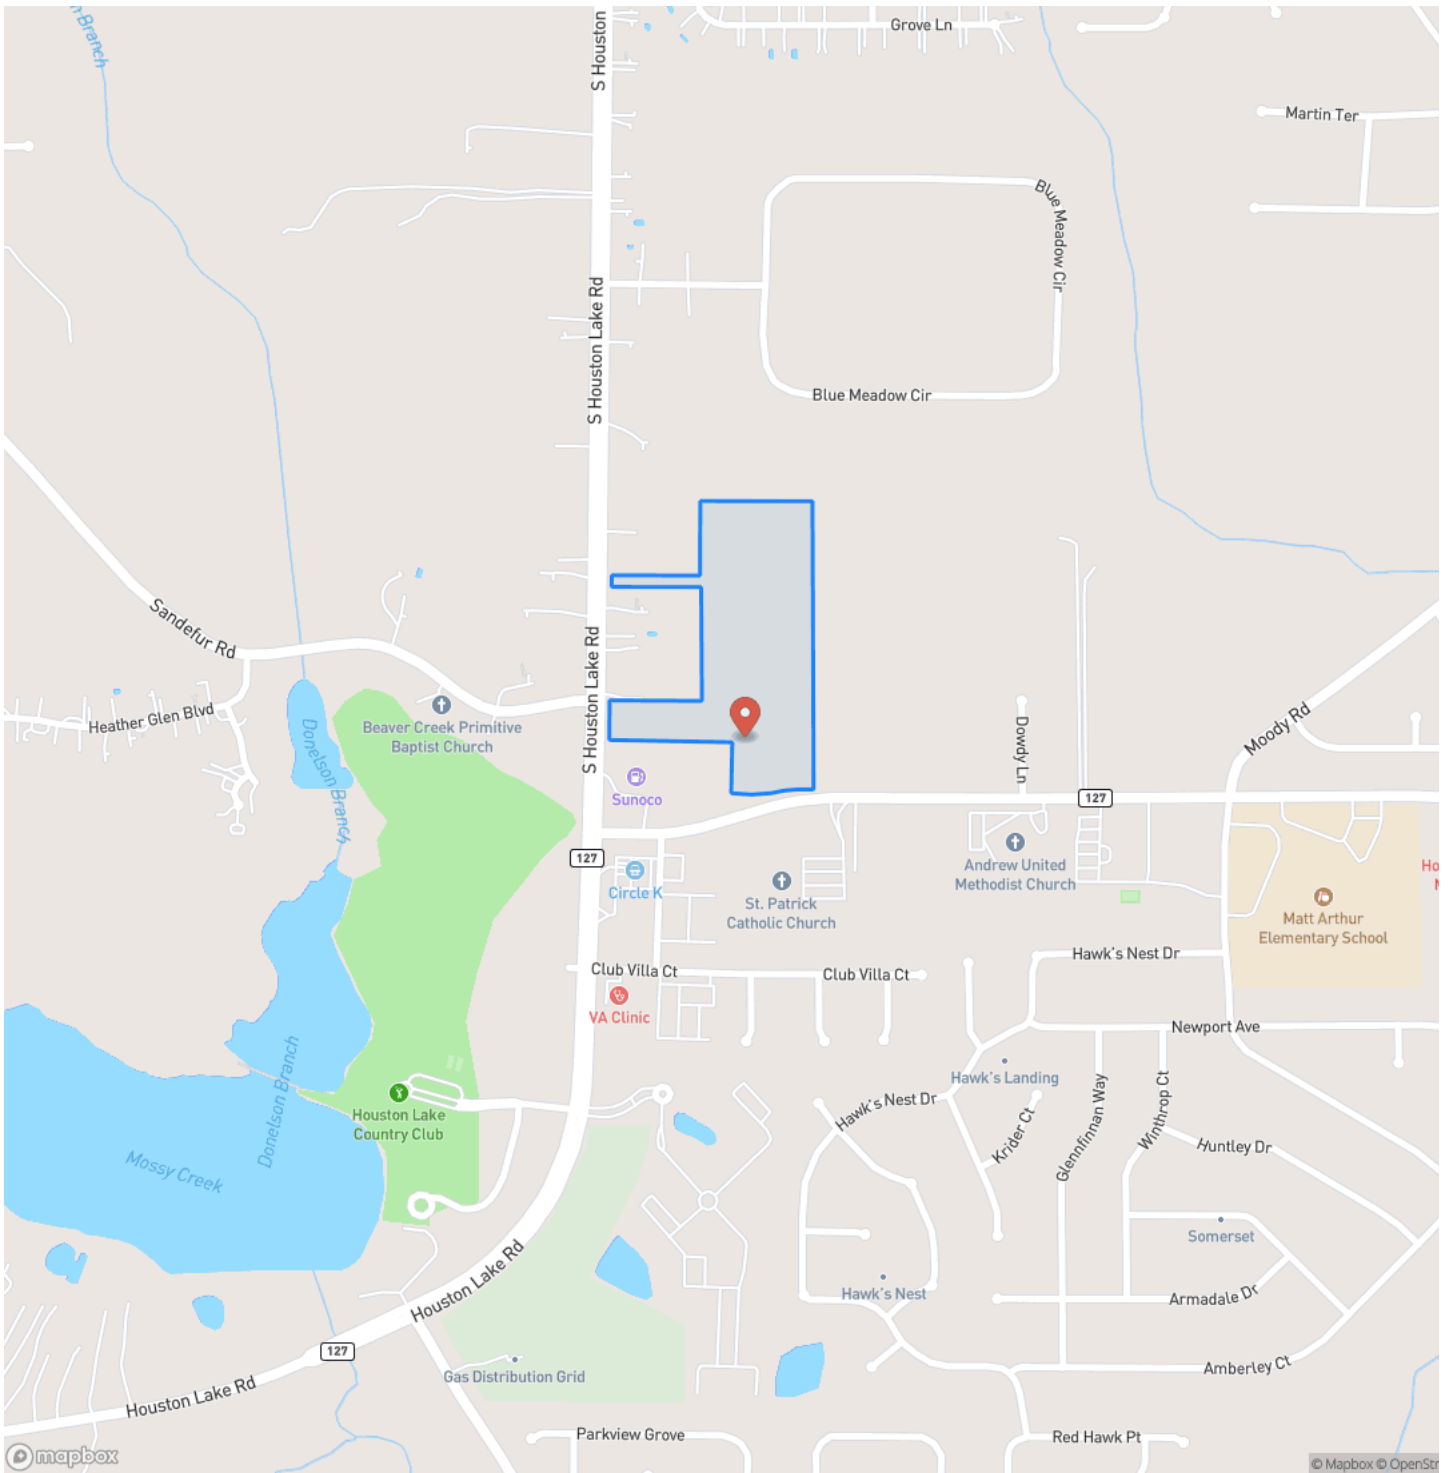 Branch
S Houston
Grove Ln
Martin Ter
Blue Meadow Cir
S Houston Lake Rd
Blue Meadow Cir
Sandefur Rd
S Houston Lake Rd
Heather Glen Blvd
Donelson Branch
Beaver Creek Primitive
Baptist Church
Moody Rd
Dowdy Ln
Sunoco
127
127
Circle K
St. Patrick
Catholic Church
Andrew United
Methodist Church
Matt Arthur
Elementary School
Ho
Club Villa Ct
Club Villa Ct
Hawk's Nest Dr
VA Clinic
Newport Ave
Donelson Branch
Hawk's Landing
Houston Lake
Country Club
Hawk's Nest Dr
Krider Ct
Glennfinnan Way
Winthrop Ct
Huntley Dr
Mossy Creek
Somerset
Houston Lake Rd
Hawk's Nest
Armadale Dr
127
Gas Distribution Grid
Amberley Ct
Houston Lake Rd
Parkview Grove
Red Hawk Pt
mapbox
© Mapbox © OpenStr